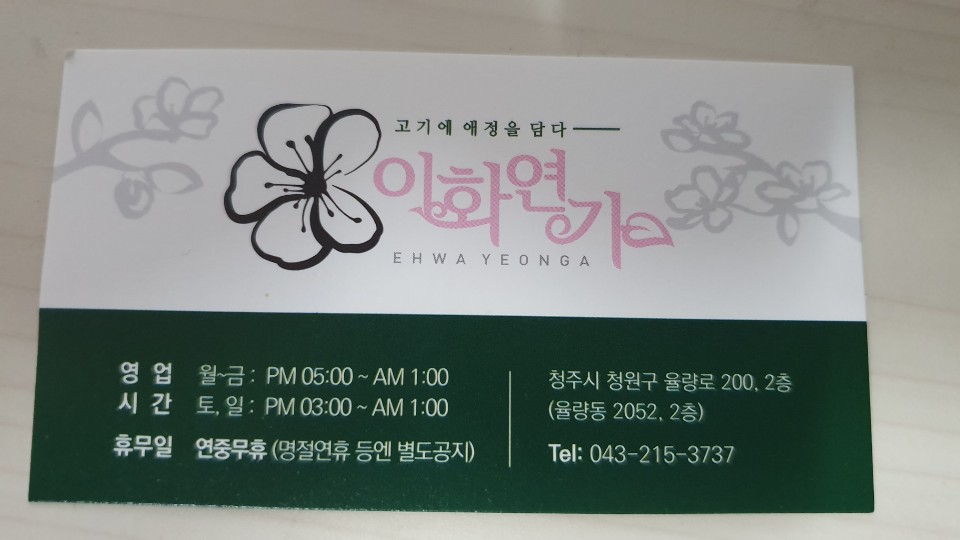 고기에 애정을 담다
이화연가
EHWA YEONGA
영 업 월~금 : PM 05:00 ~ AM 1:00
시 간 토, 일 : PM 03:00 ~ AM 1:00
휴무일 연중무휴 (명절연휴 등엔 별도공지)
청주시 청원구 율량로 200, 2층
(율량동 2052, 2층)
Tel: 043-215-3737